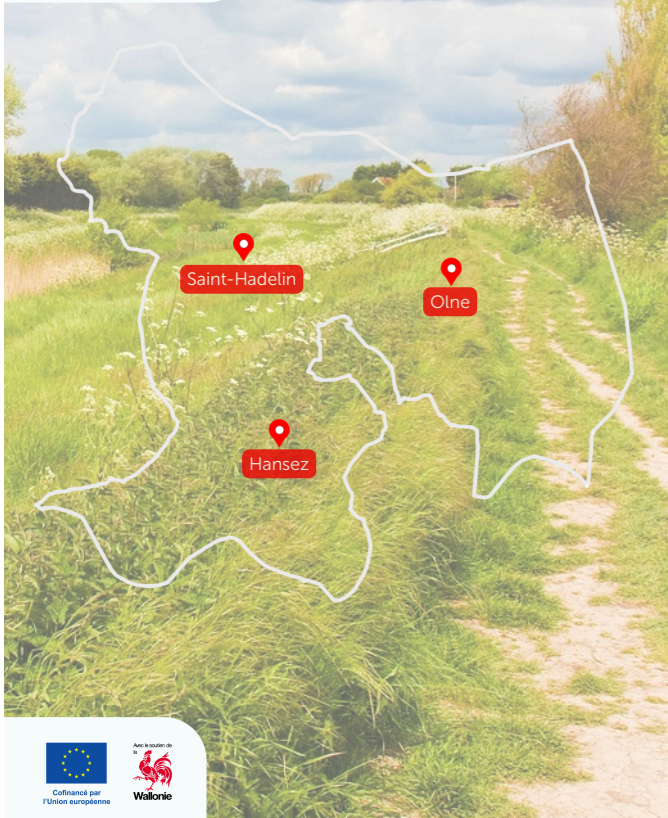 Saint-Hadelin
Olne
Hansez
Avec le soutien de
la
Cofinancé par
l'Union européenne
Wallonie